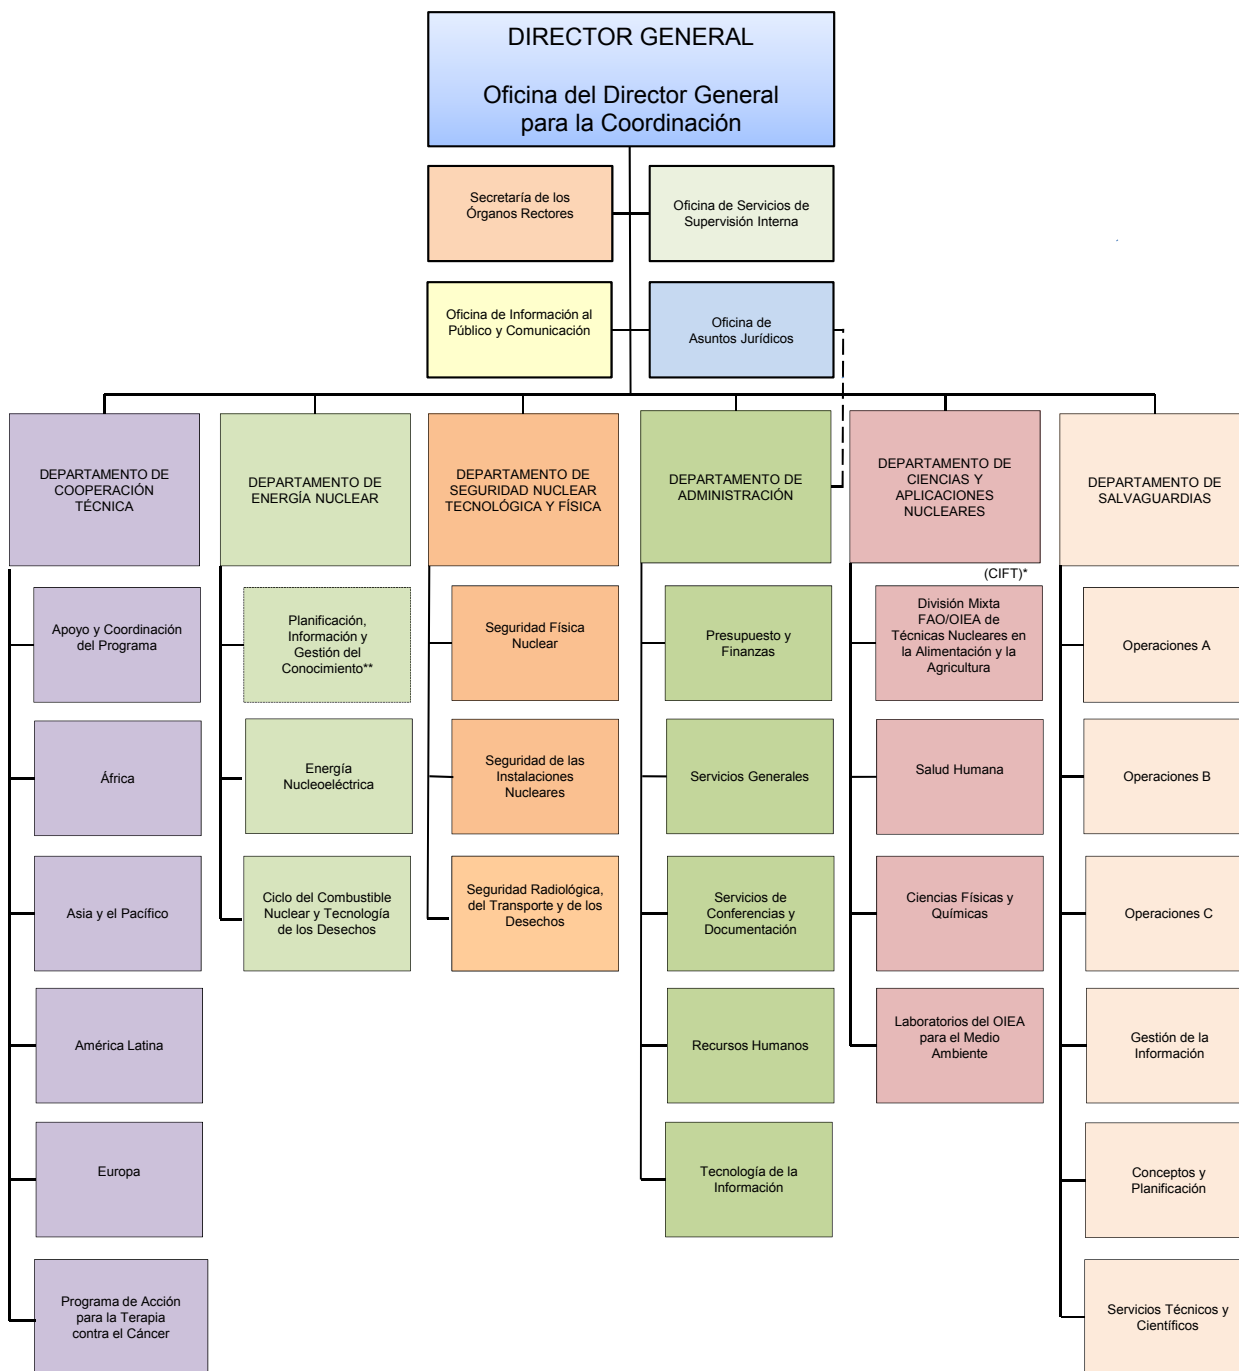 DIRECTOR GENERAL
Oficina del Director General
para la Coordinación
Secretaría de los
Órganos Rectores
Oficina de Servicios de
Supervisión Interna
Oficina de Información al
Público y Comunicación
Oficina de
Asuntos Jurídicos
DEPARTAMENTO DE
COOPERACIÓN
TÉCNICA
DEPARTAMENTO DE
ENERGÍA NUCLEAR
DEPARTAMENTO DE
SEGURIDAD NUCLEAR
TECNOLÓGICA Y FÍSICA
DEPARTAMENTO DE
ADMINISTRACIÓN
DEPARTAMENTO DE
CIENCIAS Y
APLICACIONES
NUCLEARES
DEPARTAMENTO DE
SALVAGUARDIAS
(CIFT)*
Apoyo y Coordinación
del Programa
Planificación,
Información y
Gestión del
Conocimiento**
Seguridad Física
Nuclear
Presupuesto y
Finanzas
División Mixta
FAO/OIEA de
Técnicas Nucleares en
la Alimentación y la
Agricultura
Operaciones A
África
Energía
Nucleoeléctrica
Seguridad de las
Instalaciones
Nucleares
Servicios Generales
Salud Humana
Operaciones B
Asia y el Pacífico
Ciclo del Combustible
Nuclear y Tecnología
de los Desechos
Seguridad Radiológica,
del Transporte y de los
Desechos
Servicios de
Conferencias y
Documentación
Ciencias Físicas y
Químicas
Operaciones C
América Latina
Recursos Humanos
Laboratorios del OIEA
para el Medio
Ambiente
Gestión de la
Información
Europa
Tecnología de la
Información
Conceptos y
Planificación
Programa de Acción
para la Terapia
contra el Cáncer
Servicios Técnicos y
Científicos